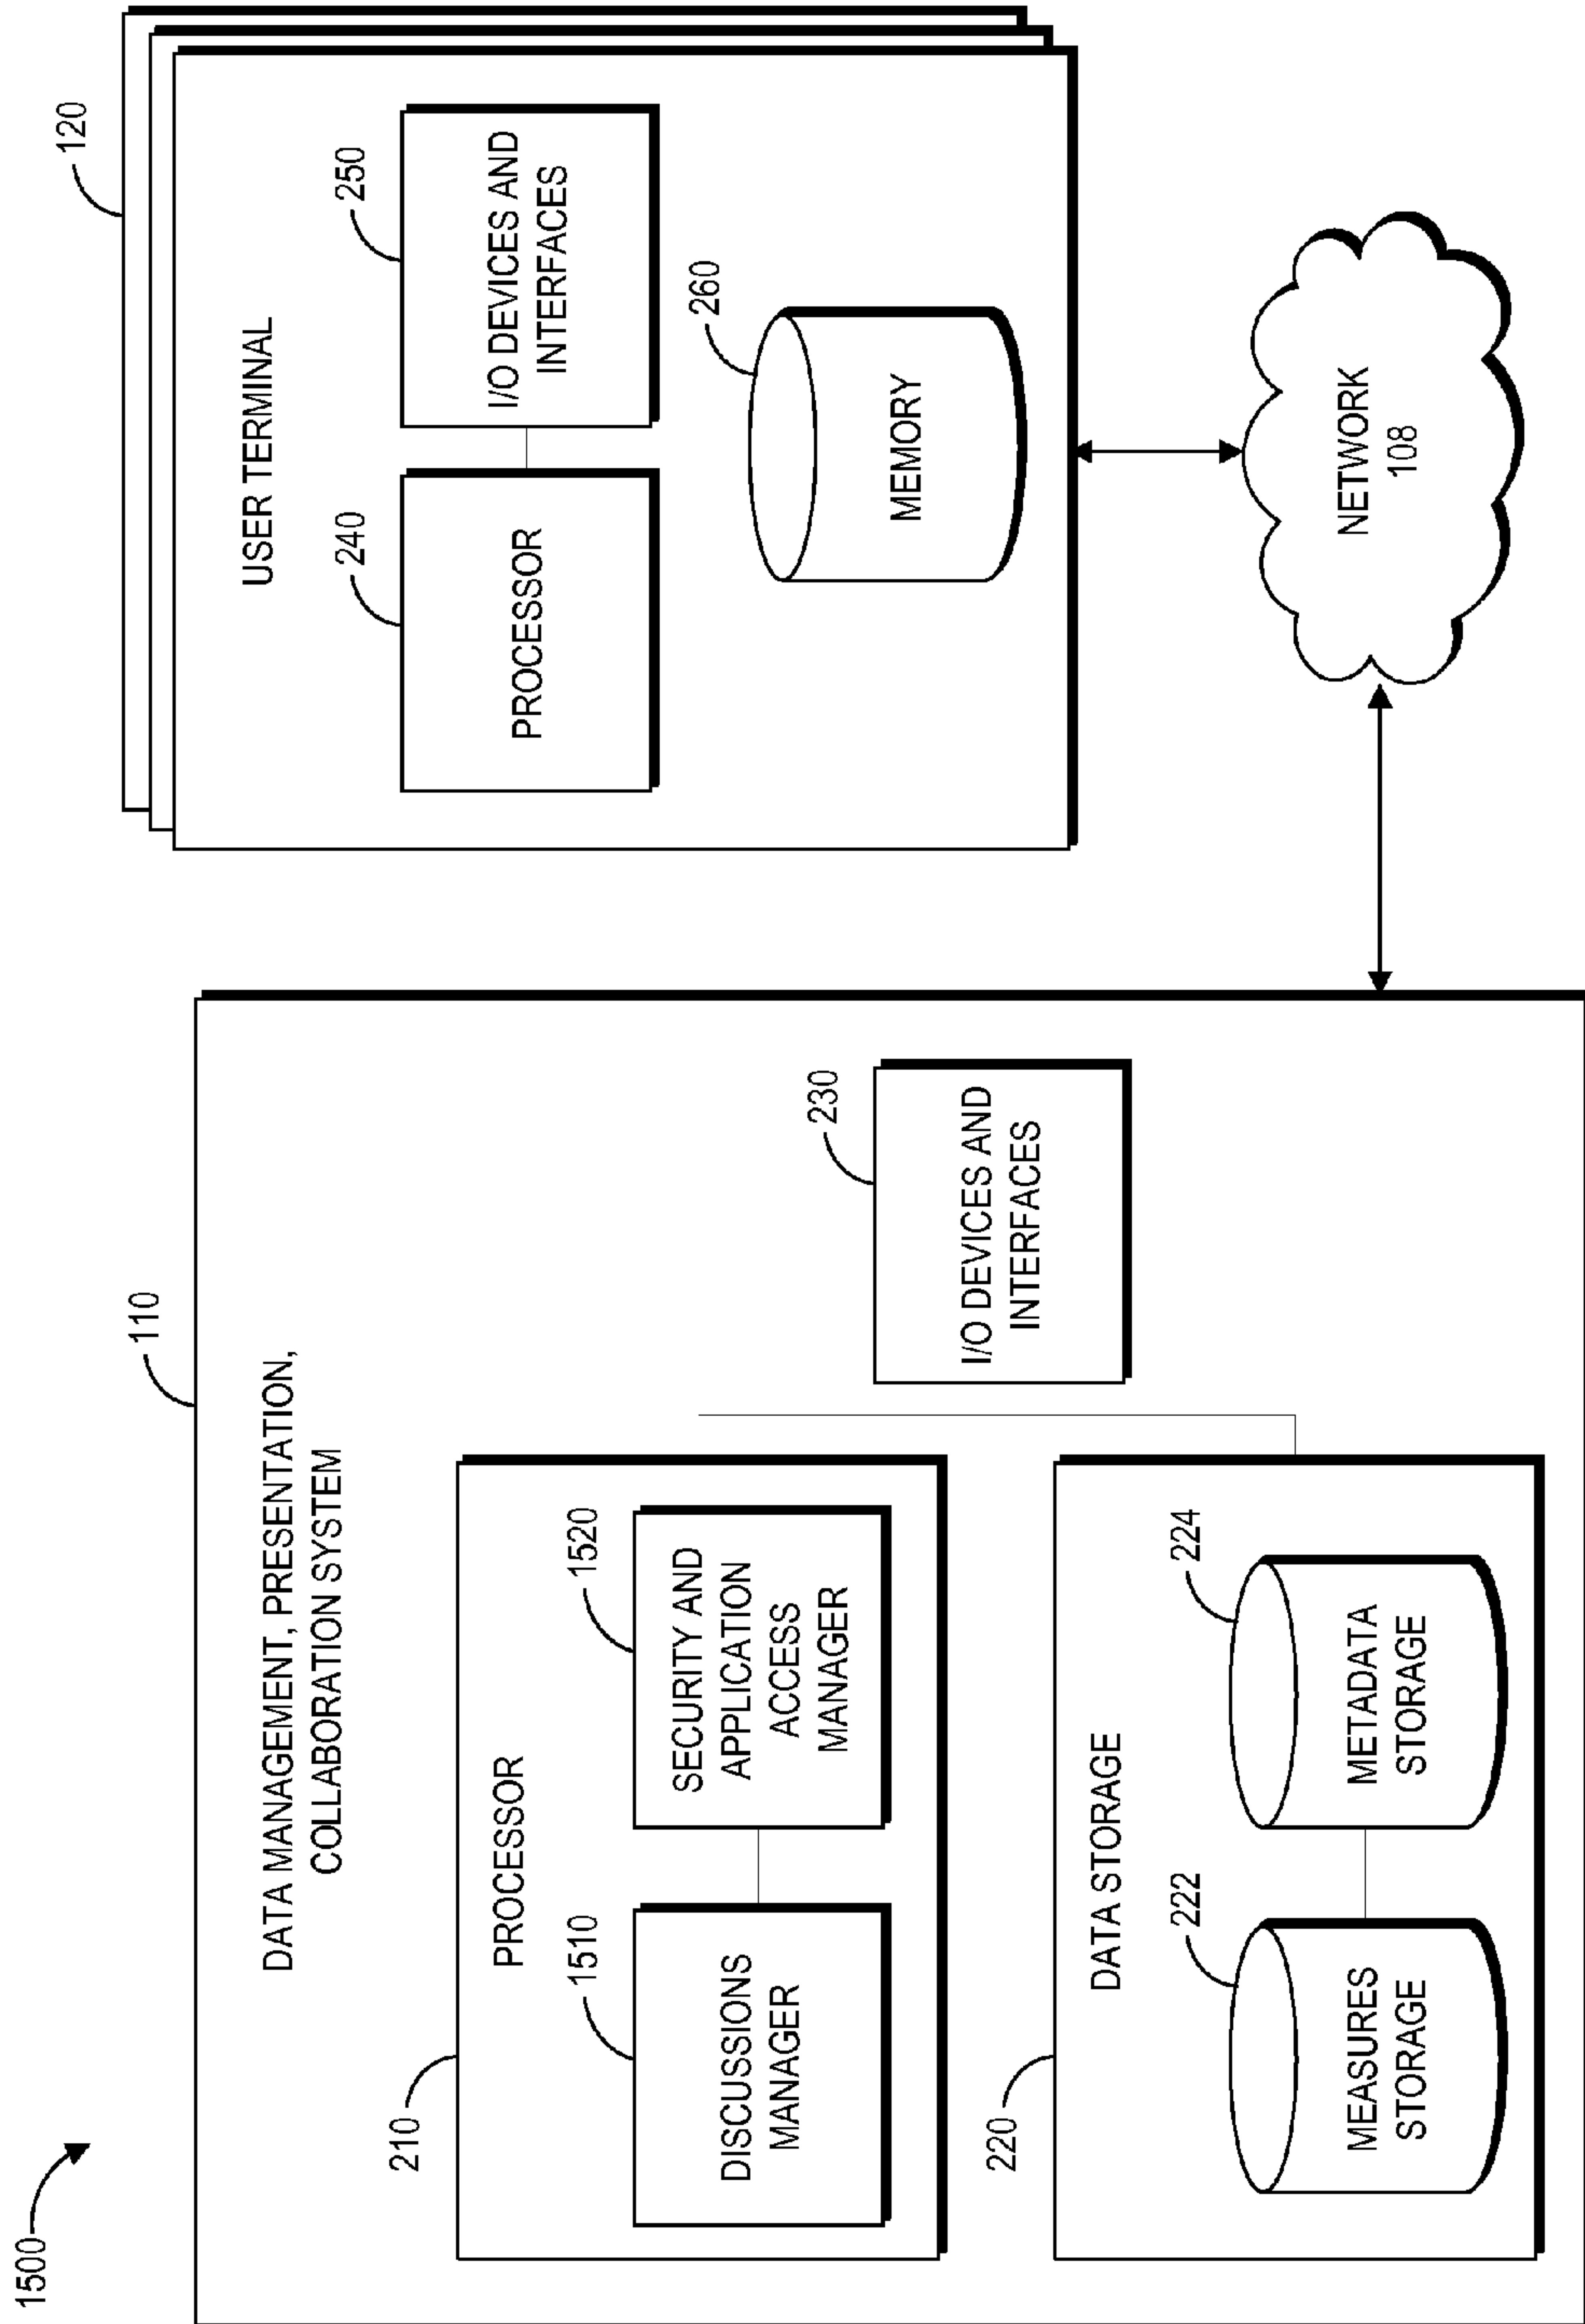 1500
110
DATA MANAGEMENT, PRESENTATION,
COLLABORATION SYSTEM
210
PROCESSOR
1510
DISCUSSIONS
MANAGER
1520
SECURITY AND
APPLICATION
ACCESS
MANAGER
230
I/O DEVICES AND
INTERFACES
220
DATA STORAGE
222
MEASURES
STORAGE
224
METADATA
STORAGE
120
USER TERMINAL
240
PROCESSOR
250
I/O DEVICES AND
INTERFACES
260
MEMORY
NETWORK
108